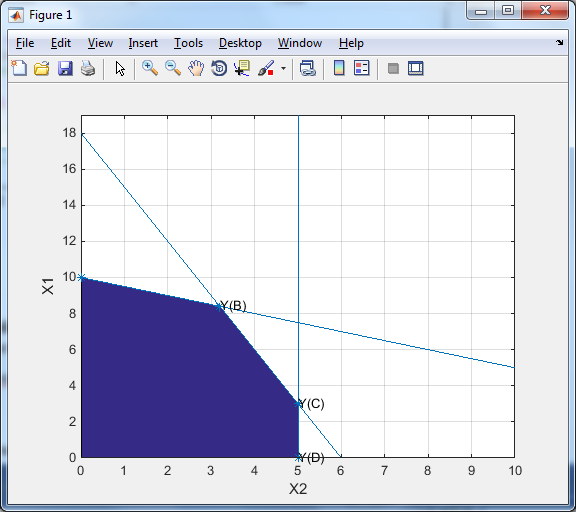 Figure 1
File Edit View Insert Tools Desktop Window Help
18
16
14
12
10
8
6
4
2
0
X1
Y(B)
Y(C)
Y(D)
0 1 2 3 4 5 6 7 8 9 10
X2